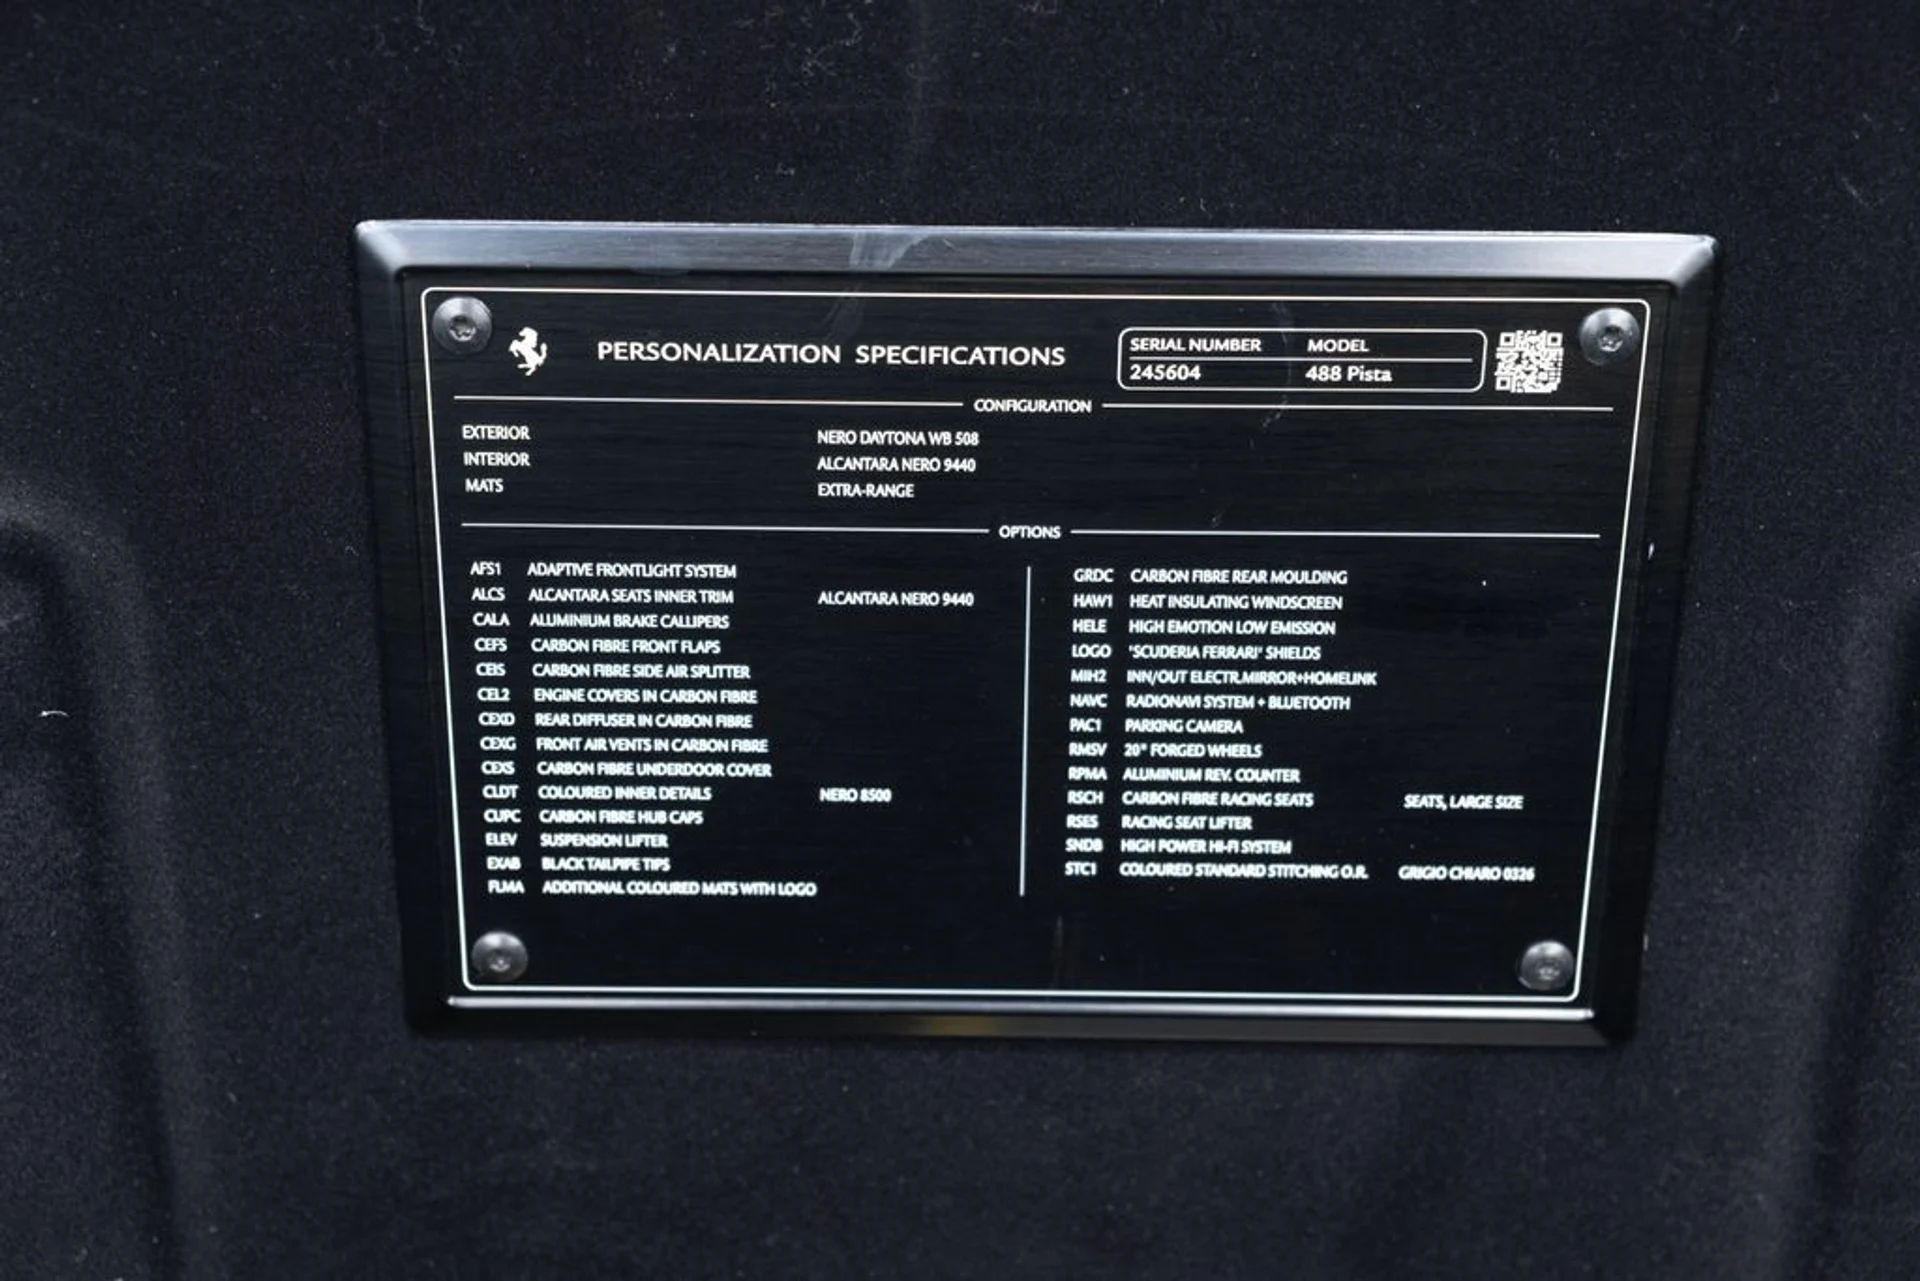 PERSONALIZATION SPECIFICATIONS
SERIAL NUMBER MODEL
245604 488 Pista
CONFIGURATION
EXTERIOR NERO DAYTONA WB 508
INTERIOR ALCANTARA NERO 9440
MATS EXTRA-RANGE
OPTIONS
AFS1 ADAPTIVE FRONTLIGHT SYSTEM
ALCS ALCANTARA SEATS INNER TRIM ALCANTARA NERO 9440
CALA ALUMINIUM BRAKE CALLIPERS
CEFS CARBON FIBRE FRONT FLAPS
CEIS CARBON FIBRE SIDE AIR SPLITTER
CEL2 ENGINE COVERS IN CARBON FIBRE
CEXD REAR DIFFUSER IN CARBON FIBRE
CEXG FRONT AIR VENTS IN CARBON FIBRE
CEXS CARBON FIBRE UNDERDOOR COVER
CLDT COLOURED INNER DETAILS NERO 8500
CUPC CARBON FIBRE HUB CAPS
ELEV SUSPENSION LIFTER
EXAB BLACK TAILPIPE TIPS
FLMA ADDITIONAL COLOURED MATS WITH LOGO
GRDC CARBON FIBRE REAR MOULDING
HAW1 HEAT INSULATING WINDSCREEN
HELE HIGH EMOTION LOW EMISSION
LOGO "SCUDERIA FERRARI" SHIELDS
MIH2 INN/OUT ELECTR.MIRROR+HOMELINK
NAVC RADIONAVI SYSTEM + BLUETOOTH
PAC1 PARKING CAMERA
RMSV 20" FORGED WHEELS
RPMA ALUMINIUM REV. COUNTER
RSCH CARBON FIBRE RACING SEATS SEATS, LARGE SIZE
RSES RACING SEAT LIFTER
SNDB HIGH POWER HI-FI SYSTEM
STC1 COLOURED STANDARD STITCHING O.R. GRIGIO CHIARO 0326